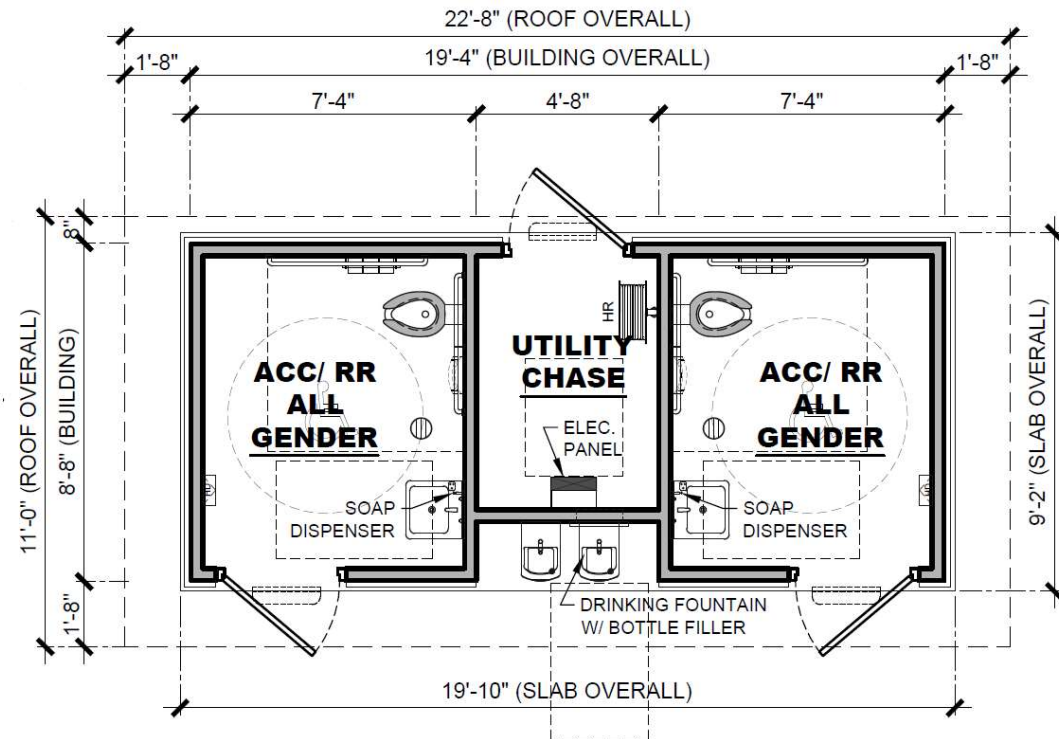 22'-8" (ROOF OVERALL)
1'-8"
19'-4" (BUILDING OVERALL)
1'-8"
7'-4"
4'-8"
7'-4"
11'-0" (ROOF OVERALL)
8"
8'-8" (BUILDING)
1'-8"
ACC/ RR
ALL
GENDER
SOAP
DISPENSER
HR
UTILITY
CHASE
ELEC.
PANEL
ACC/ RR
ALL
GENDER
SOAP
DISPENSER
DRINKING FOUNTAIN
W/ BOTTLE FILLER
9'-2" (SLAB OVERALL)
19'-10" (SLAB OVERALL)